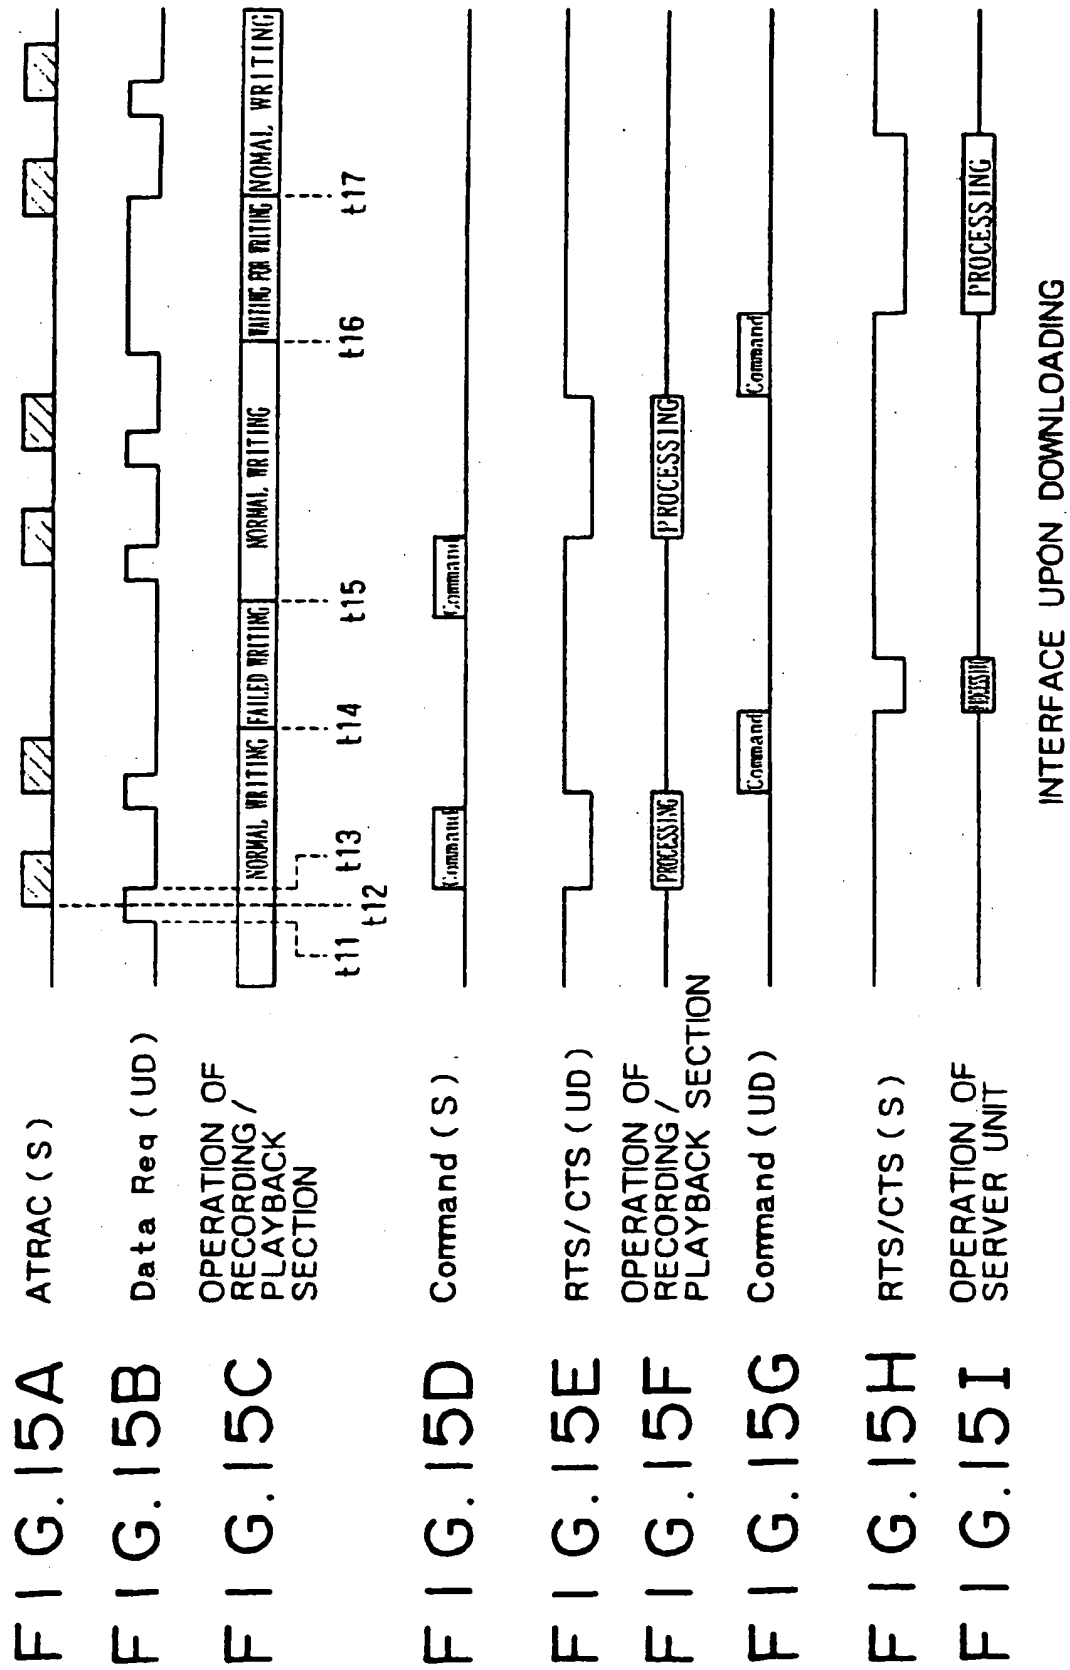 FIG.15A ATRAC(S)
FIG.15B Data Req(UD)
FIG.15C OPERATION OF
RECORDING/
PLAYBACK
SECTION
NORMAL WRITING FAILED WRITING NORMAL WRITING WAITING FOR WRITING NOMAL WRITING
t11 t12 t13 t14 t15 t16 t17
FIG.15D Command(S)
Command Command
FIG.15E RTS/CTS(UD)
FIG.15F OPERATION OF
RECORDING/
PLAYBACK SECTION
PROCESSING PROCESSING
FIG.15G Command(UD)
Command Command
FIG.15H RTS/CTS(S)
FIG.15I OPERATION OF
SERVER UNIT
PROCESSING PROCESSING
INTERFACE UPON DOWNLOADING